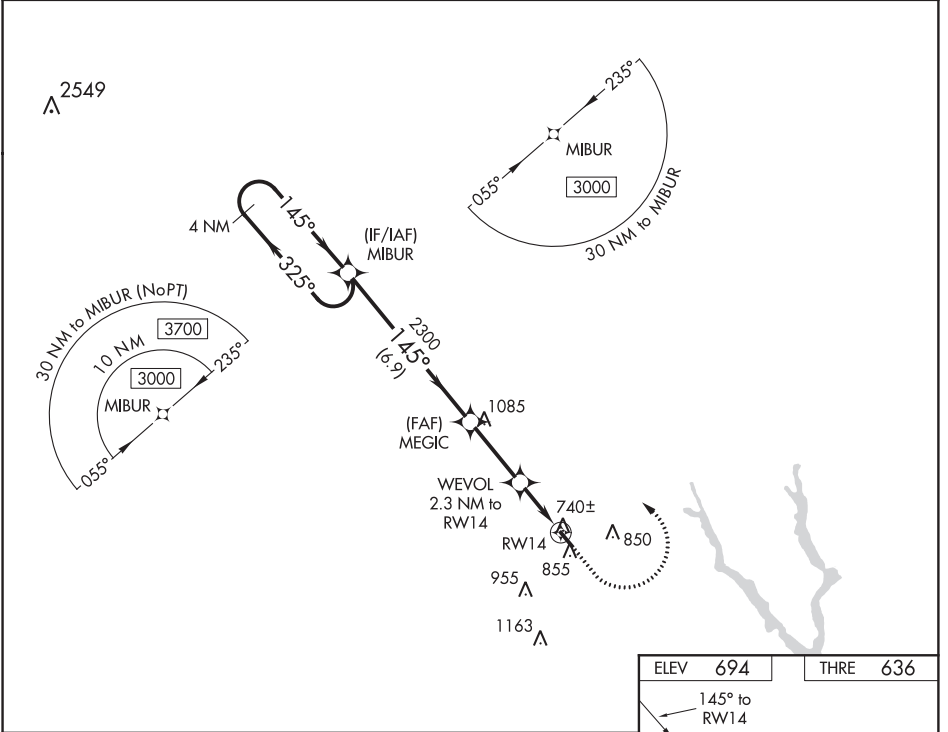 2549
235°
MIBUR
055°
3000
30 NM to MIBUR
4 NM
145°
325°
(IF/IAF)
MIBUR
30 NM to MIBUR (NoPT)
3700
10 NM
3000
235°
MIBUR
055°
2300
145°
(6.9)
1085
(FAF)
MEGIC
WEVOL
2.3 NM to
RW14
740±
RW14
850
855
955
1163
ELEV 694
THRE 636
145° to
RW14